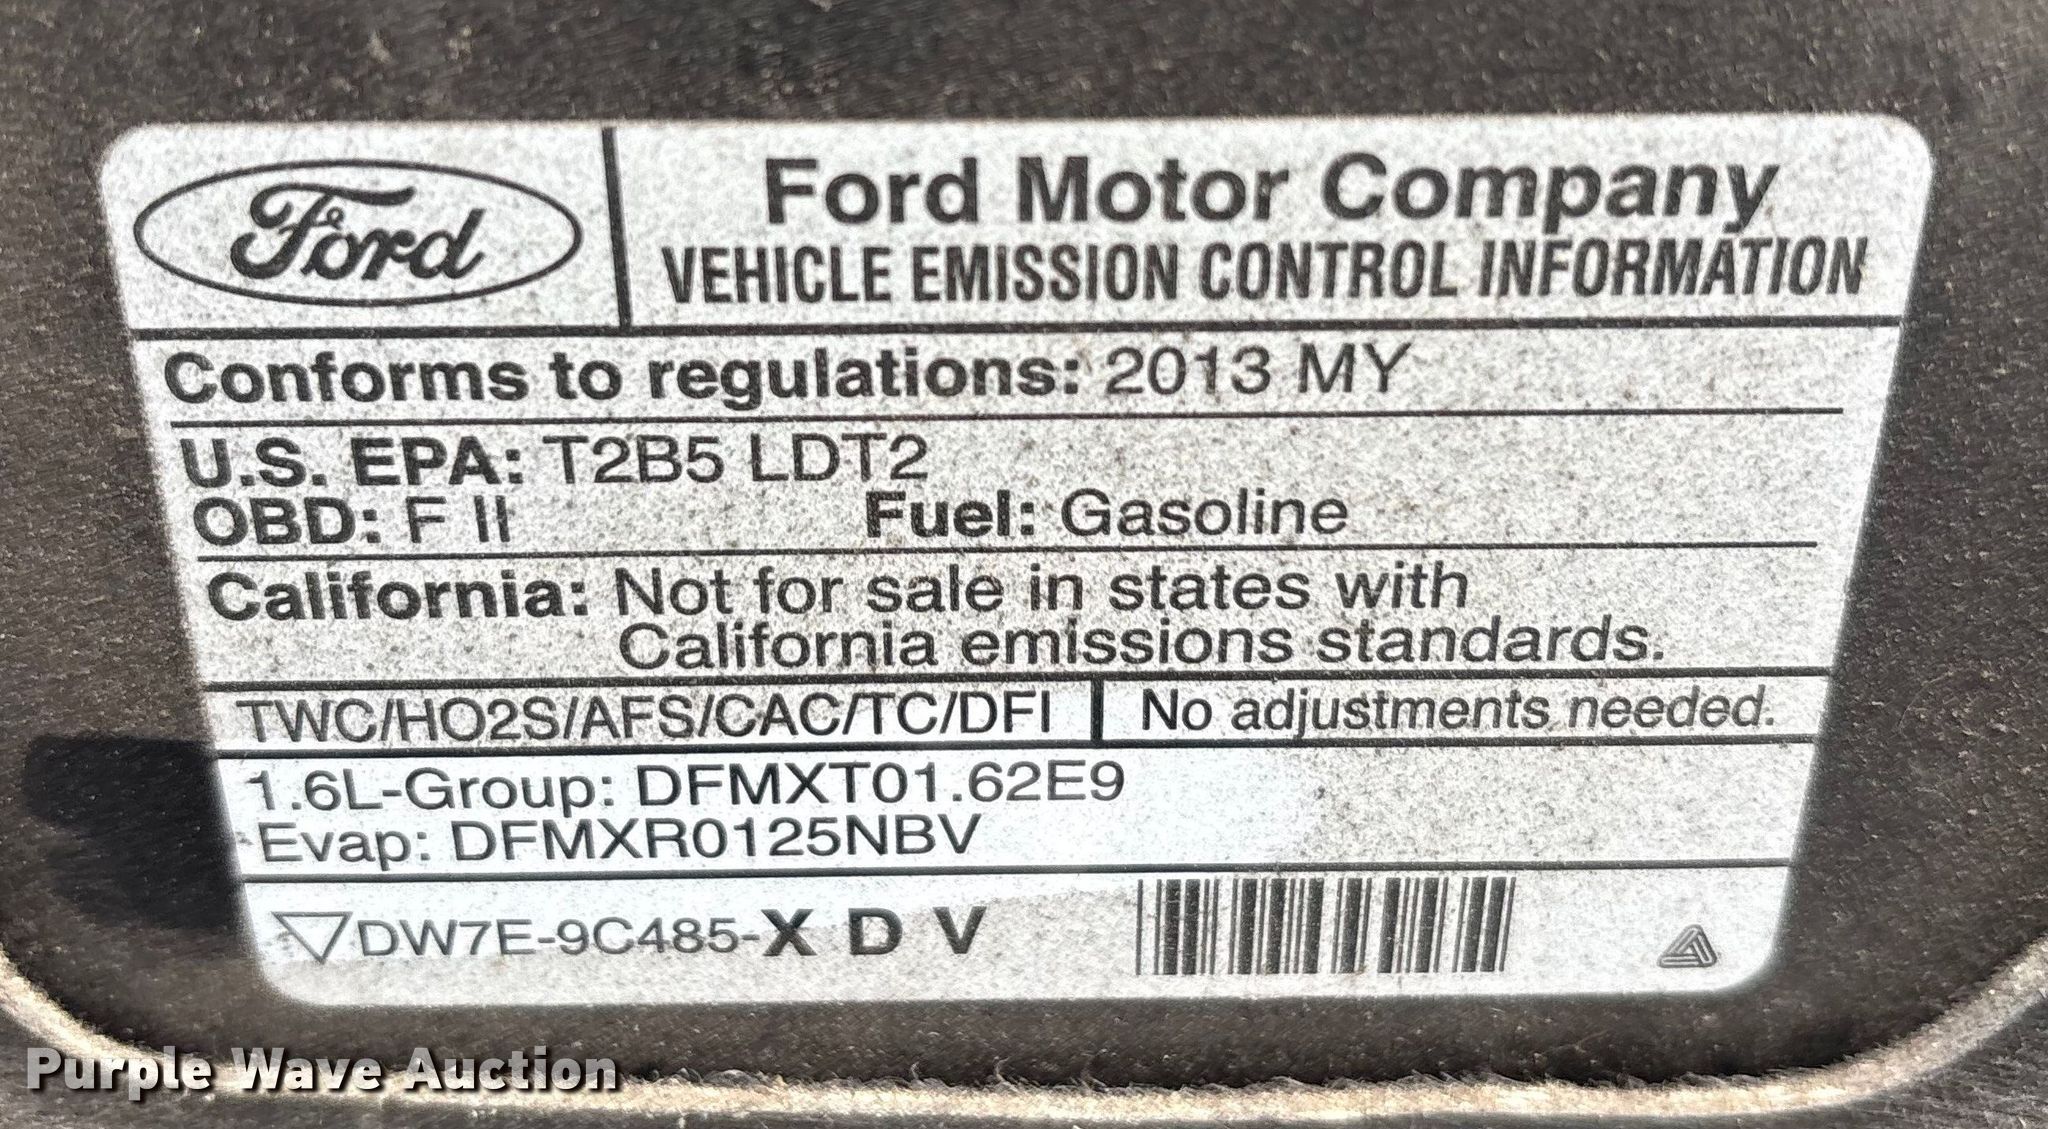 Ford
Ford Motor Company
VEHICLE EMISSION CONTROL INFORMATION
Conforms to regulations: 2013 MY
U.S. EPA: T2B5 LDT2
OBD: F II Fuel: Gasoline
California: Not for sale in states with
California emissions standards.
TWC/HO2S/AFS/CAC/TC/DFI No adjustments needed.
1.6L-Group: DFMXT01.62E9
Evap: DFMXR0125NBV
DW7E-9C485-X D V
Purple Wave Auction